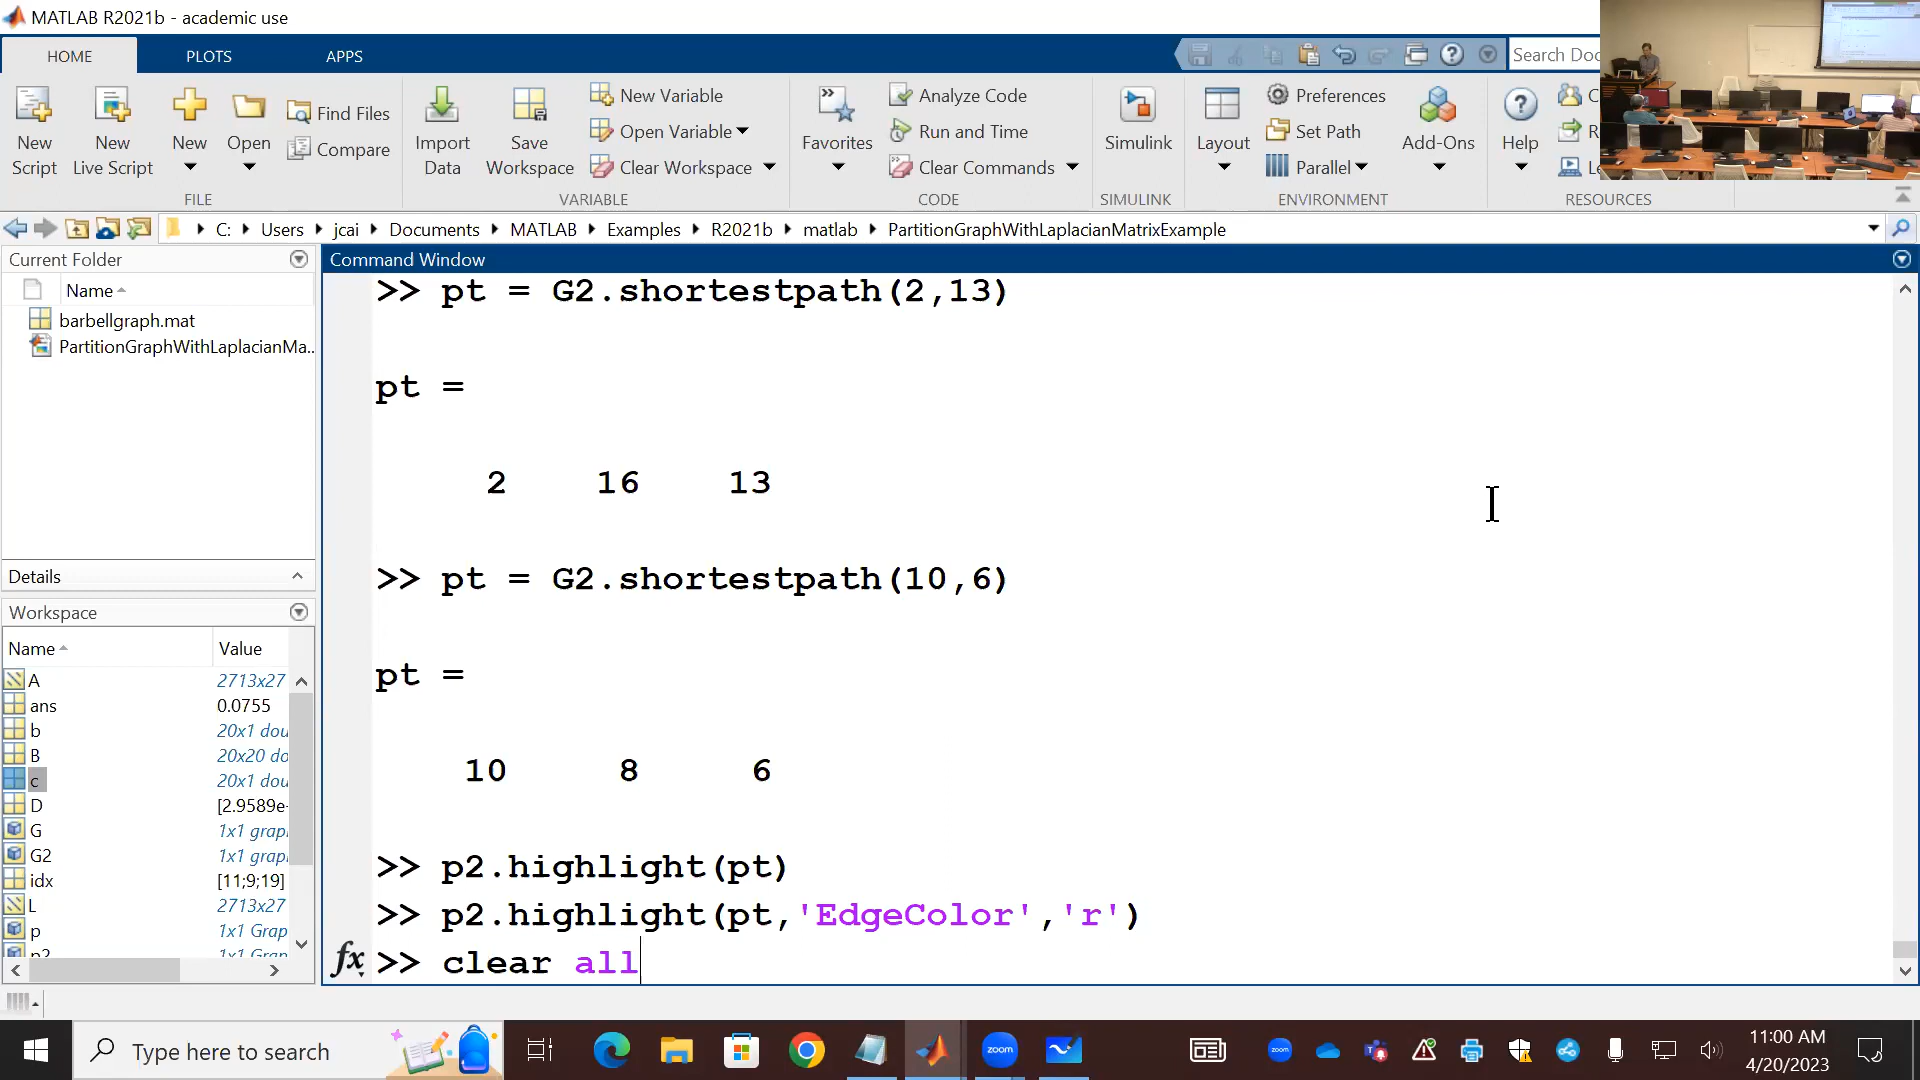 MATLAB R2021b - academic use
HOME PLOTS APPS
Search Doc
New Script
New Live Script
New
Open
Find Files
Compare
FILE
Import Data
Save Workspace
New Variable
Open Variable
Clear Workspace
VARIABLE
Favorites
Analyze Code
Run and Time
Clear Commands
CODE
Simulink
SIMULINK
Layout
Preferences
Set Path
Parallel
Add-Ons
ENVIRONMENT
Help
C
R
RESOURCES
C: Users jcai Documents MATLAB Examples R2021b matlab PartitionGraphWithLaplacianMatrixExample
Current Folder
Name
barbellgraph.mat
PartitionGraphWithLaplacianMa...
Details
Workspace
Name Value
A 2713x27
ans 0.0755
b 20x1 dou
B 20x20 do
c 20x1 dou
D [2.9589e-
G 1x1 grap
G2 1x1 grap
idx [11;9;19]
L 2713x27
p 1x1 Grap
p2 1x1 Grap
Command Window
>> pt = G2.shortestpath(2,13)
pt =
2 16 13
>> pt = G2.shortestpath(10,6)
pt =
10 8 6
>> p2.highlight(pt)
>> p2.highlight(pt,'EdgeColor','r')
fx >> clear all
Type here to search
zoom
zoom
11:00 AM
4/20/2023